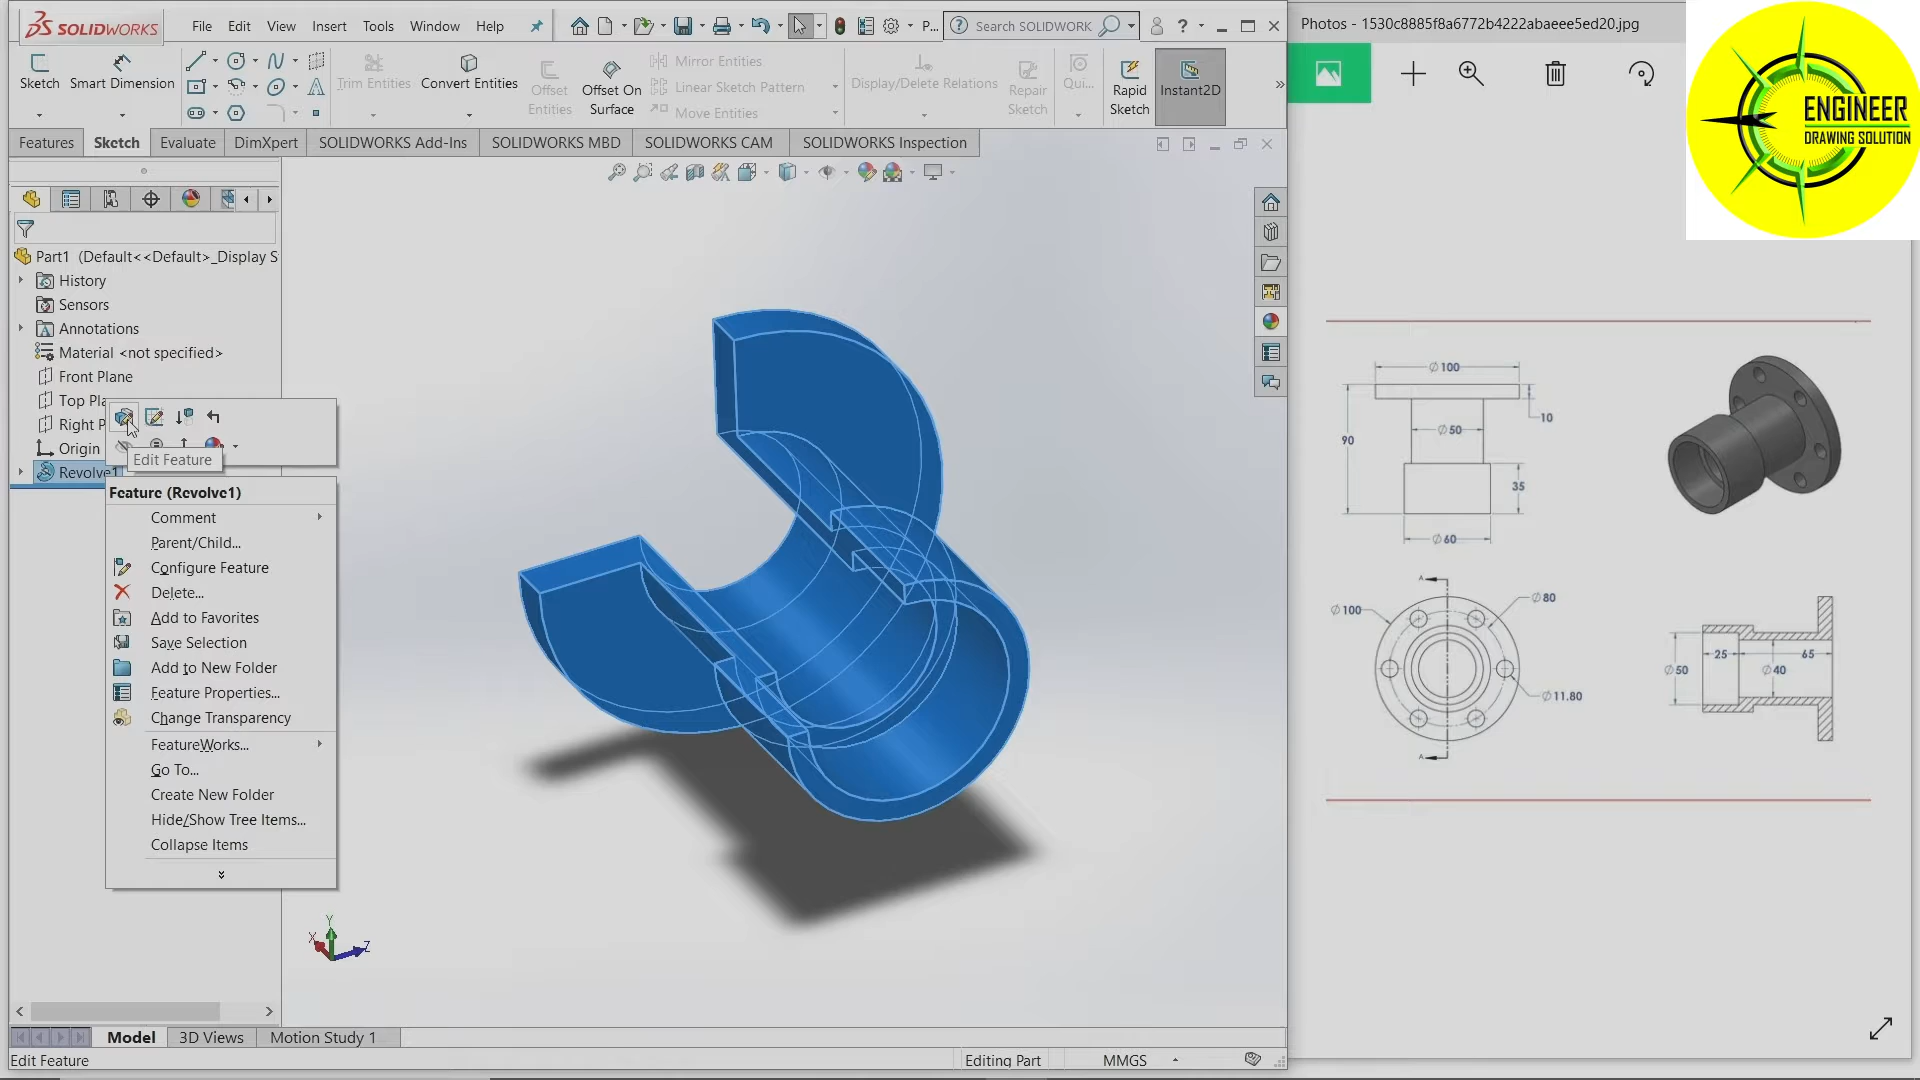 SOLIDWORKS
File Edit View Insert Tools Window Help
P...
Search SOLIDWORK
?
Sketch
Smart Dimension
Trim Entities
Convert Entities
Offset Entities
Offset On Surface
Mirror Entities
Linear Sketch Pattern
Move Entities
Display/Delete Relations
Repair Sketch
Qui...
Rapid Sketch
Instant2D
Features Sketch Evaluate DimXpert SOLIDWORKS Add-Ins SOLIDWORKS MBD SOLIDWORKS CAM SOLIDWORKS Inspection
Part1 (Default<<Default>_Display S
History
Sensors
Annotations
Material <not specified>
Front Plane
Top Pla
Right P
Origin
Revolve1
Edit Feature
Feature (Revolve1)
Comment
Parent/Child...
Configure Feature
Delete...
Add to Favorites
Save Selection
Add to New Folder
Feature Properties...
Change Transparency
FeatureWorks...
Go To...
Create New Folder
Hide/Show Tree Items...
Collapse Items
Y
X
Z
Model 3D Views Motion Study 1
Edit Feature
Editing Part
MMGS
Photos - 1530c8885f8a6772b4222abaeee5ed20.jpg
ENGINEER
DRAWING SOLUTION
Ø100
10
90
Ø50
35
Ø60
A
Ø100
Ø80
Ø11.80
A
Ø50
25
65
Ø40